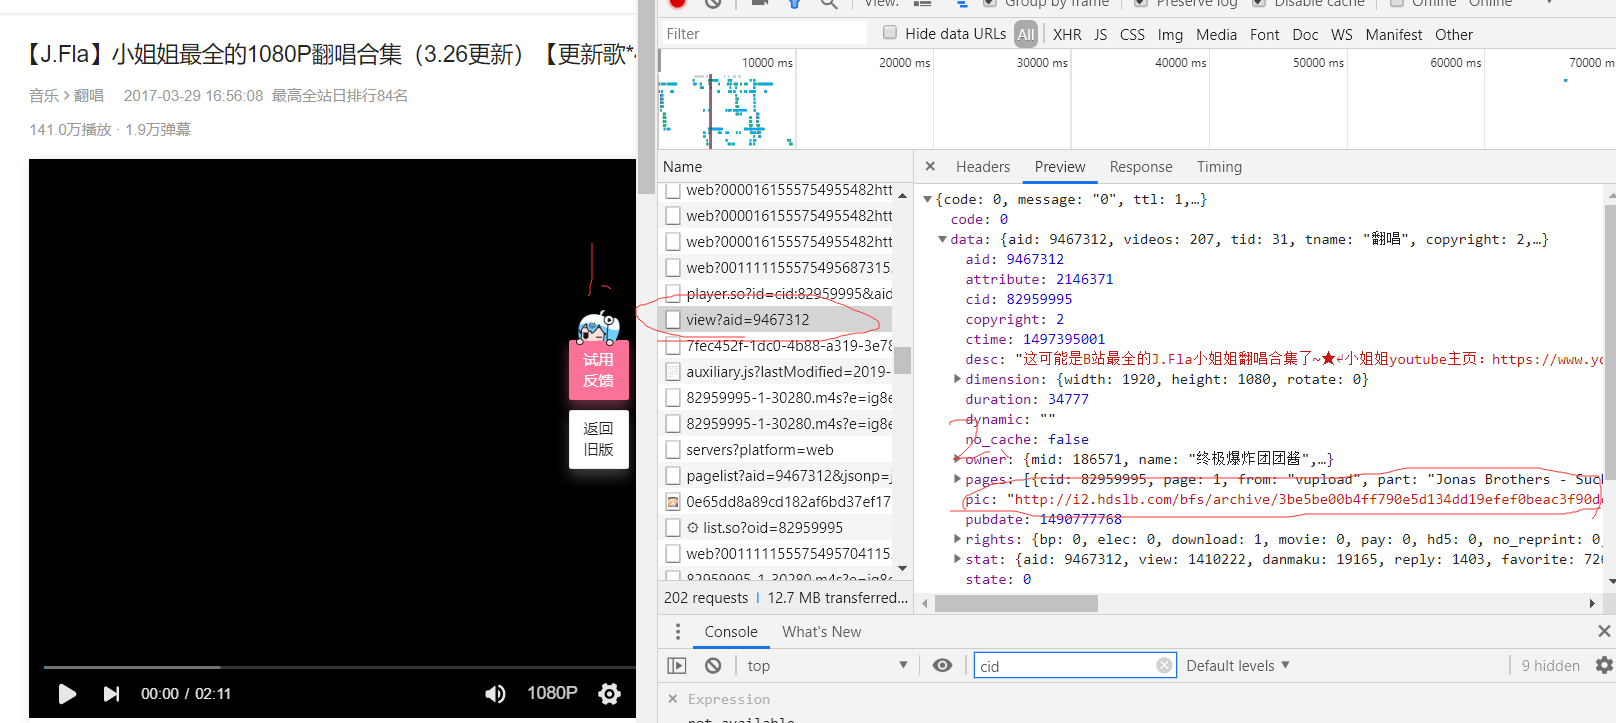 【J.Fla】小姐姐最全的1080P翻唱合集（3.26更新）【更新歌*
音乐 > 翻唱 2017-03-29 16:56:08 最高全站日排行84名
141.0万播放 · 1.9万弹幕
试用
反馈
返回
旧版
00:00 / 02:11
1080P
View:
Group by frame
Preserve log
Disable cache
Offline
Online
Filter
Hide data URLs
All
XHR JS CSS Img Media Font Doc WS Manifest Other
10000 ms
20000 ms
30000 ms
40000 ms
50000 ms
60000 ms
70000 m
Name
web?0000161555754955482htt
web?0000161555754955482htt
web?0000161555754955482htt
web?001111155575495687315.
player.so?id=cid:82959995&aid
view?aid=9467312
7fec452f-1dc0-4b88-a319-3e78
auxiliary.js?lastModified=2019-
82959995-1-30280.m4s?e=ig8e
82959995-1-30280.m4s?e=ig8e
servers?platform=web
pagelist?aid=9467312&jsonp=j
0e65dd8a89cd182af6bd37ef17
list.so?oid=82959995
web?001111155575495704115.
82959995-1-30280.m4s?e=ig8e
202 requests
12.7 MB transferred...
Headers
Preview
Response
Timing
{code: 0, message: "0", ttl: 1,…}
code: 0
data: {aid: 9467312, videos: 207, tid: 31, tname: "翻唱", copyright: 2,…}
aid: 9467312
attribute: 2146371
cid: 82959995
copyright: 2
ctime: 1497395001
desc: "这可能是B站最全的J.Fla小姐姐翻唱合集了~★↵小姐姐youtube主页：https://www.yo
dimension: {width: 1920, height: 1080, rotate: 0}
duration: 34777
dynamic: ""
no_cache: false
owner: {mid: 186571, name: "终极爆炸团团酱",…}
pages: [{cid: 82959995, page: 1, from: "vupload", part: "Jonas Brothers - Suc
pic: "http://i2.hdslb.com/bfs/archive/3be5be00b4ff790e5d134dd19efef0beac3f90d
pubdate: 1490777768
rights: {bp: 0, elec: 0, download: 1, movie: 0, pay: 0, hd5: 0, no_reprint: 0
stat: {aid: 9467312, view: 1410222, danmaku: 19165, reply: 1403, favorite: 726
state: 0
Console
What's New
top
cid
Default levels
9 hidden
Expression
not available